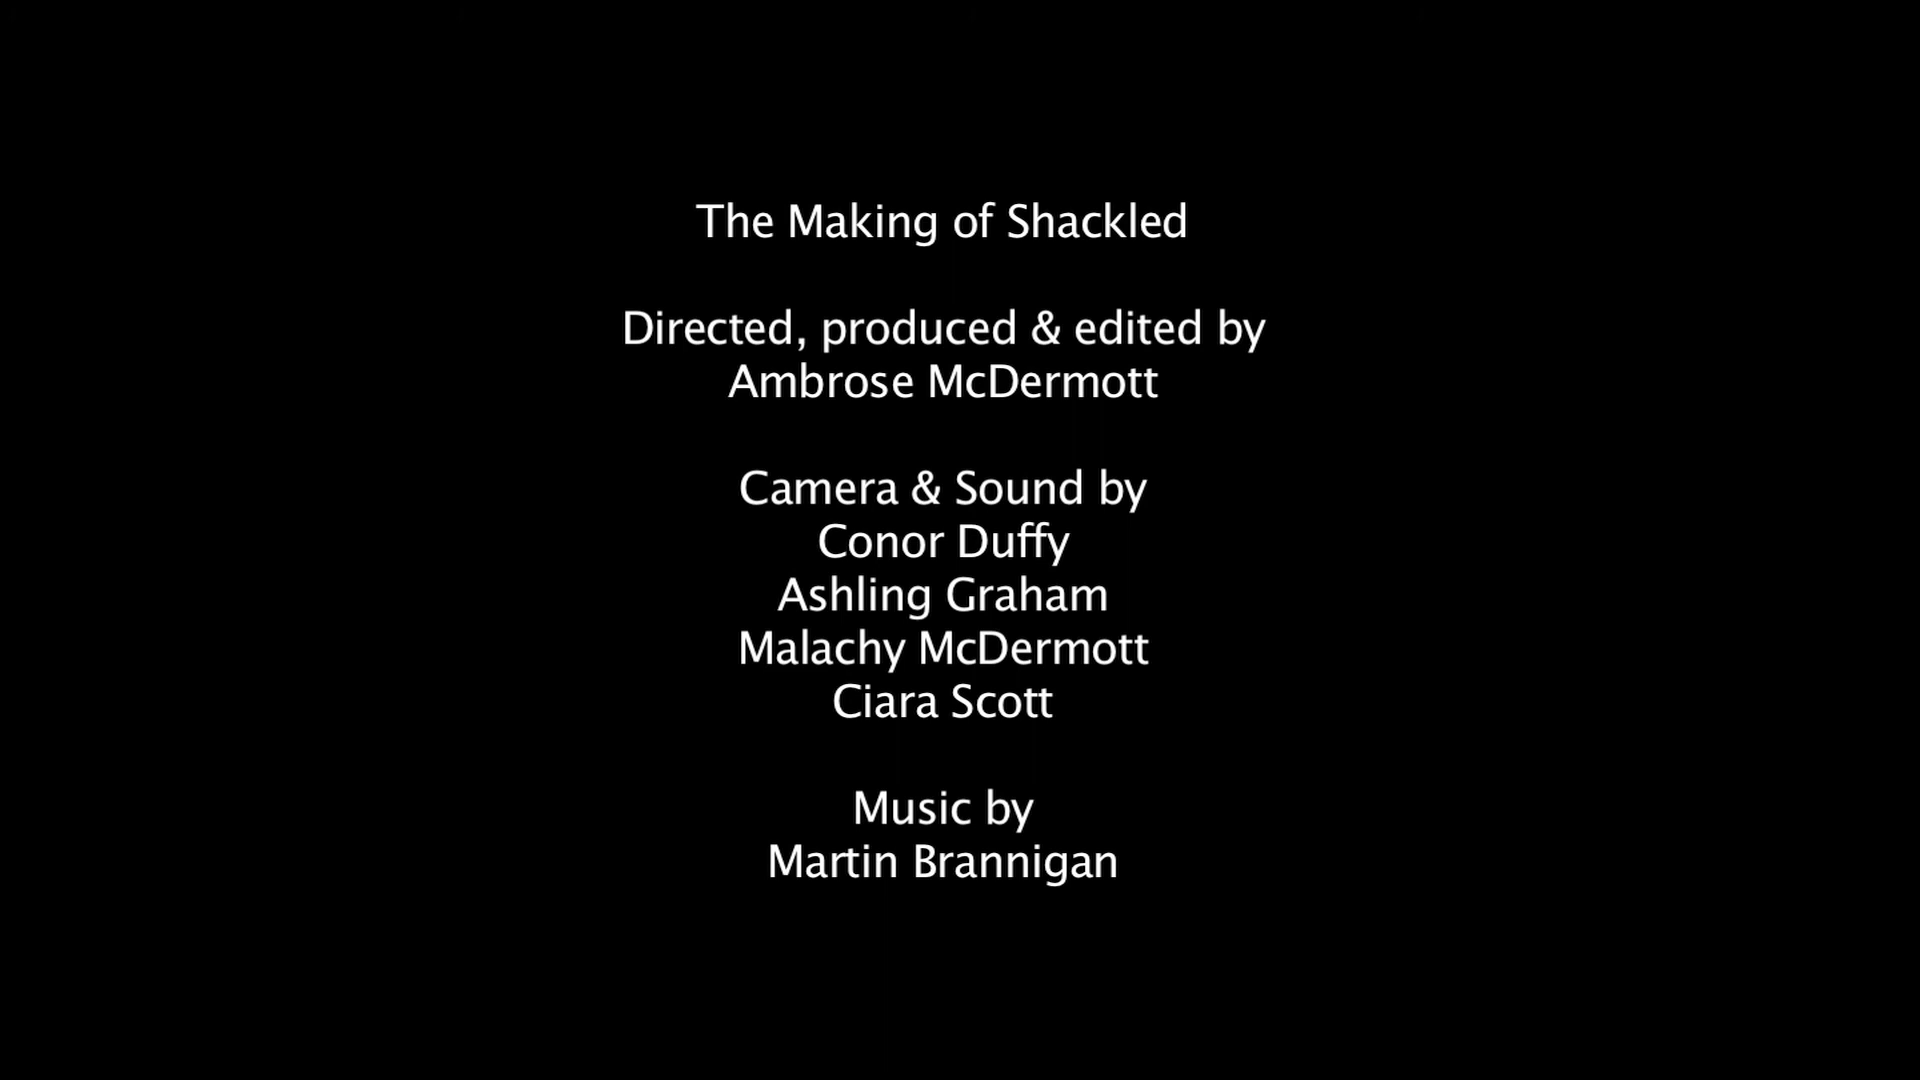 The Making of Shackled
Directed, produced & edited by
Ambrose McDermott
Camera & Sound by
Conor Duffy
Ashling Graham
Malachy McDermott
Ciara Scott
Music by
Martin Brannigan